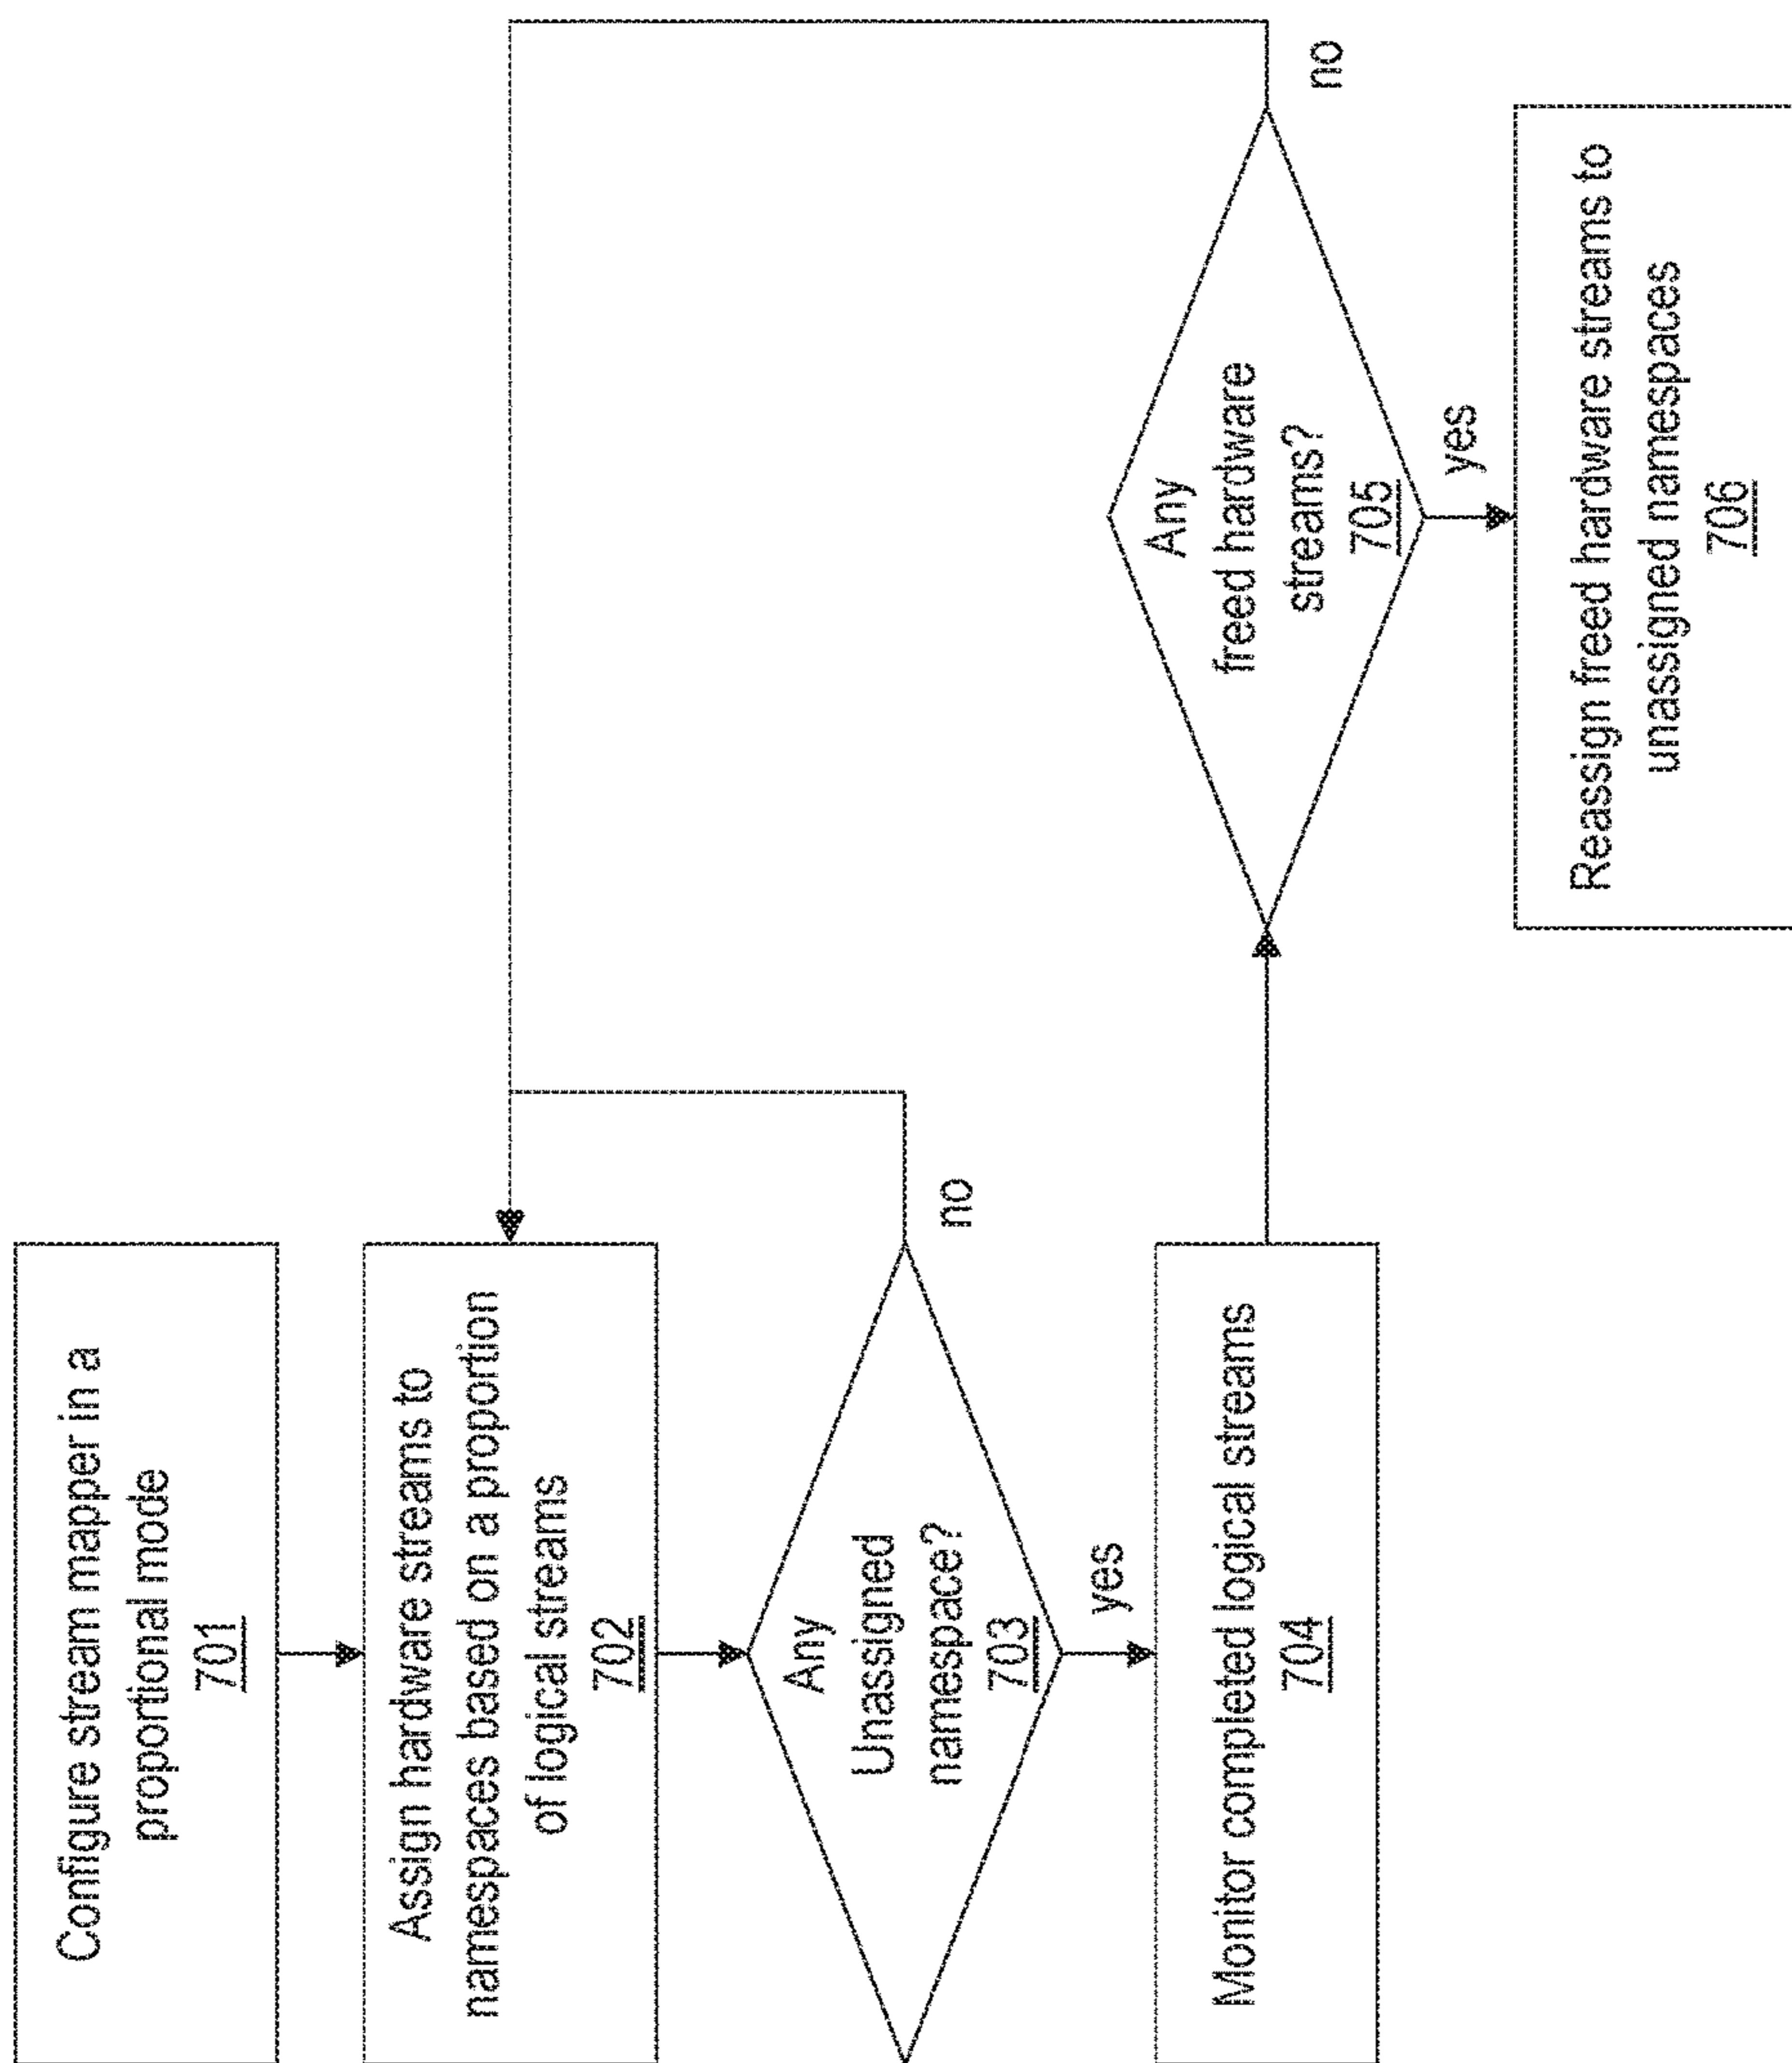 Configure stream mapper in a
proportional mode
701
Assign hardware streams to
namespaces based on a proportion
of logical streams
702
Any
Unassigned
namespace?
703
no
yes
Monitor completed logical streams
704
Any
freed hardware
streams?
705
no
yes
Reassign freed hardware streams to
unassigned namespaces
706